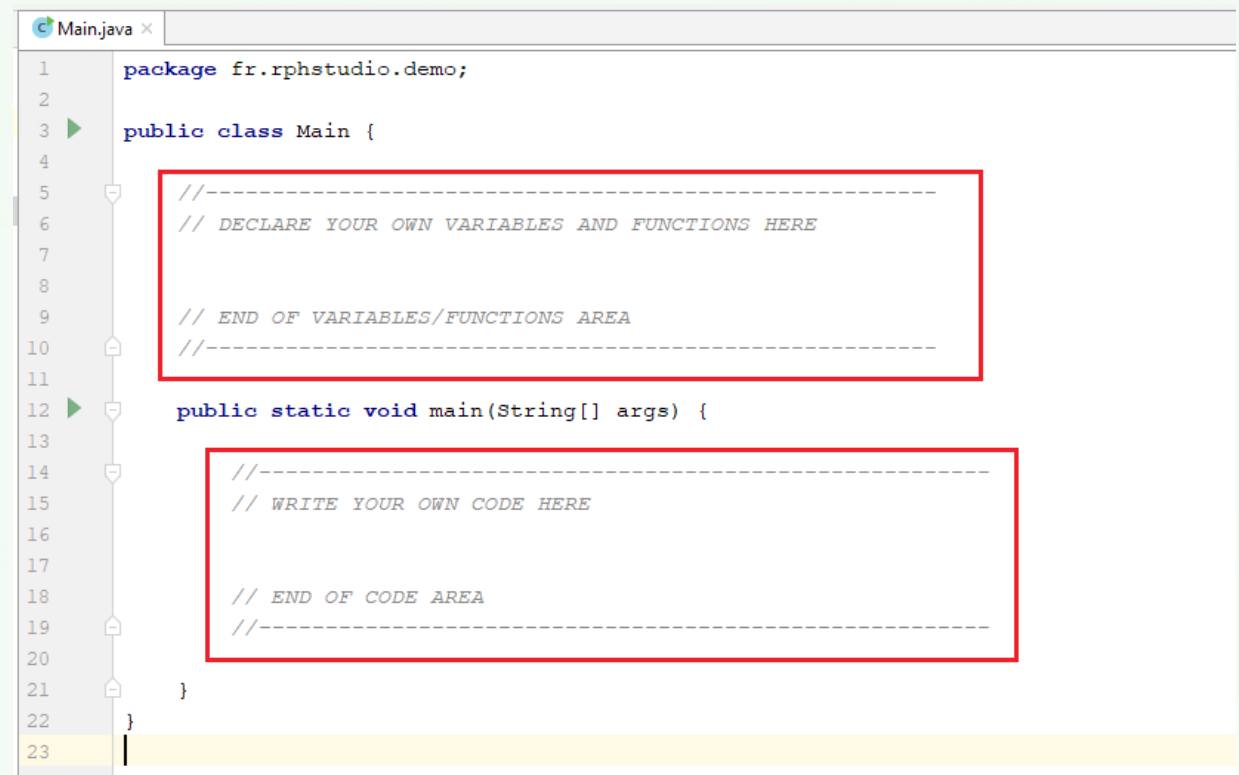 C Main.java ×
1 package fr.rphstudio.demo;
2
3 public class Main {
4
5 //-------------------------------------------------------
6 // DECLARE YOUR OWN VARIABLES AND FUNCTIONS HERE
7
8
9 // END OF VARIABLES/FUNCTIONS AREA
10 //-------------------------------------------------------
11
12 public static void main(String[] args) {
13
14 //-------------------------------------------------------
15 // WRITE YOUR OWN CODE HERE
16
17
18 // END OF CODE AREA
19 //-------------------------------------------------------
20
21 }
22 }
23